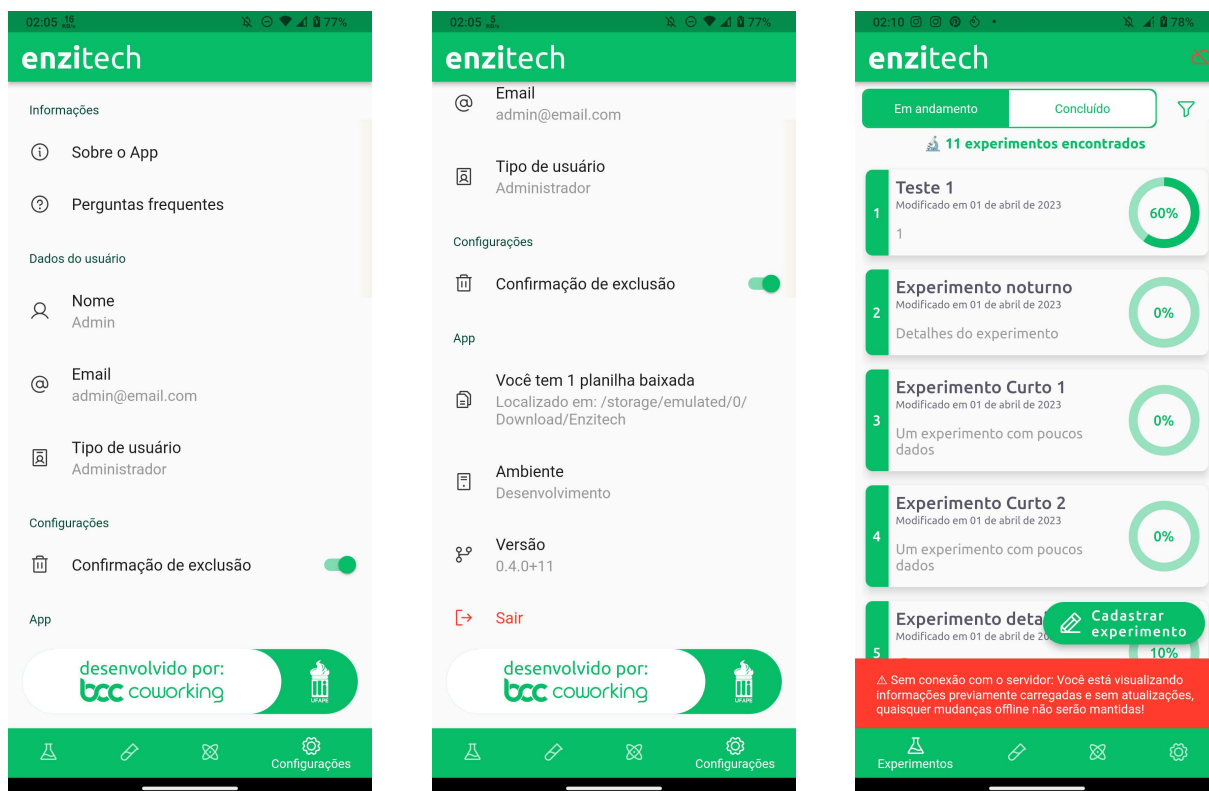 02:05 16 KB/s 77%
enzitech
Informações
Sobre o App
Perguntas frequentes
Dados do usuário
Nome
Admin
Email
admin@email.com
Tipo de usuário
Administrador
Configurações
Confirmação de exclusão
App
desenvolvido por:
bcc coworking
UFAPE
Configurações
02:05 5 KB/s 77%
enzitech
Email
admin@email.com
Tipo de usuário
Administrador
Configurações
Confirmação de exclusão
App
Você tem 1 planilha baixada
Localizado em: /storage/emulated/0/
Download/Enzitech
Ambiente
Desenvolvimento
Versão
0.4.0+11
Sair
desenvolvido por:
bcc coworking
UFAPE
Configurações
02:10 78%
enzitech
Em andamento Concluído
11 experimentos encontrados
1
Teste 1
Modificado em 01 de abril de 2023
1
60%
2
Experimento noturno
Modificado em 01 de abril de 2023
Detalhes do experimento
0%
3
Experimento Curto 1
Modificado em 01 de abril de 2023
Um experimento com poucos
dados
0%
4
Experimento Curto 2
Modificado em 01 de abril de 2023
Um experimento com poucos
dados
0%
5
Experimento deta
Modificado em 01 de abril de 20
10%
Cadastrar
experimento
⚠ Sem conexão com o servidor: Você está visualizando
informações previamente carregadas e sem atualizações,
quaisquer mudanças offline não serão mantidas!
Experimentos